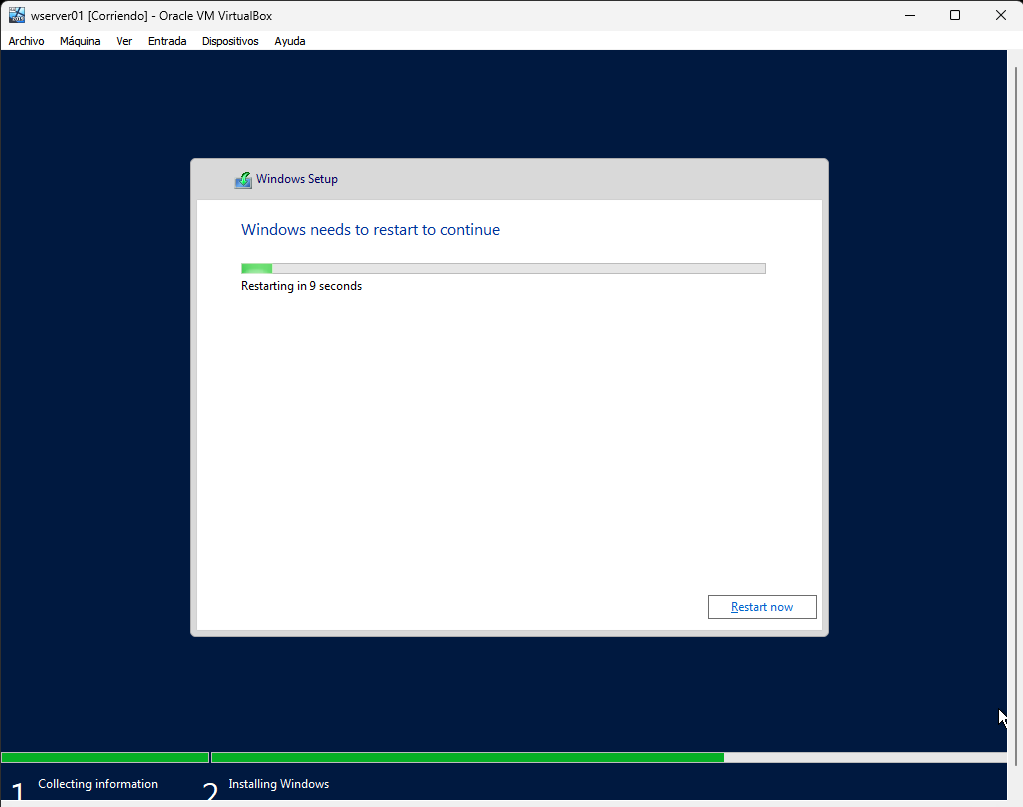 wserver01 [Corriendo] - Oracle VM VirtualBox
Archivo Máquina Ver Entrada Dispositivos Ayuda
Windows Setup
Windows needs to restart to continue
Restarting in 9 seconds
Restart now
1 Collecting information 2 Installing Windows